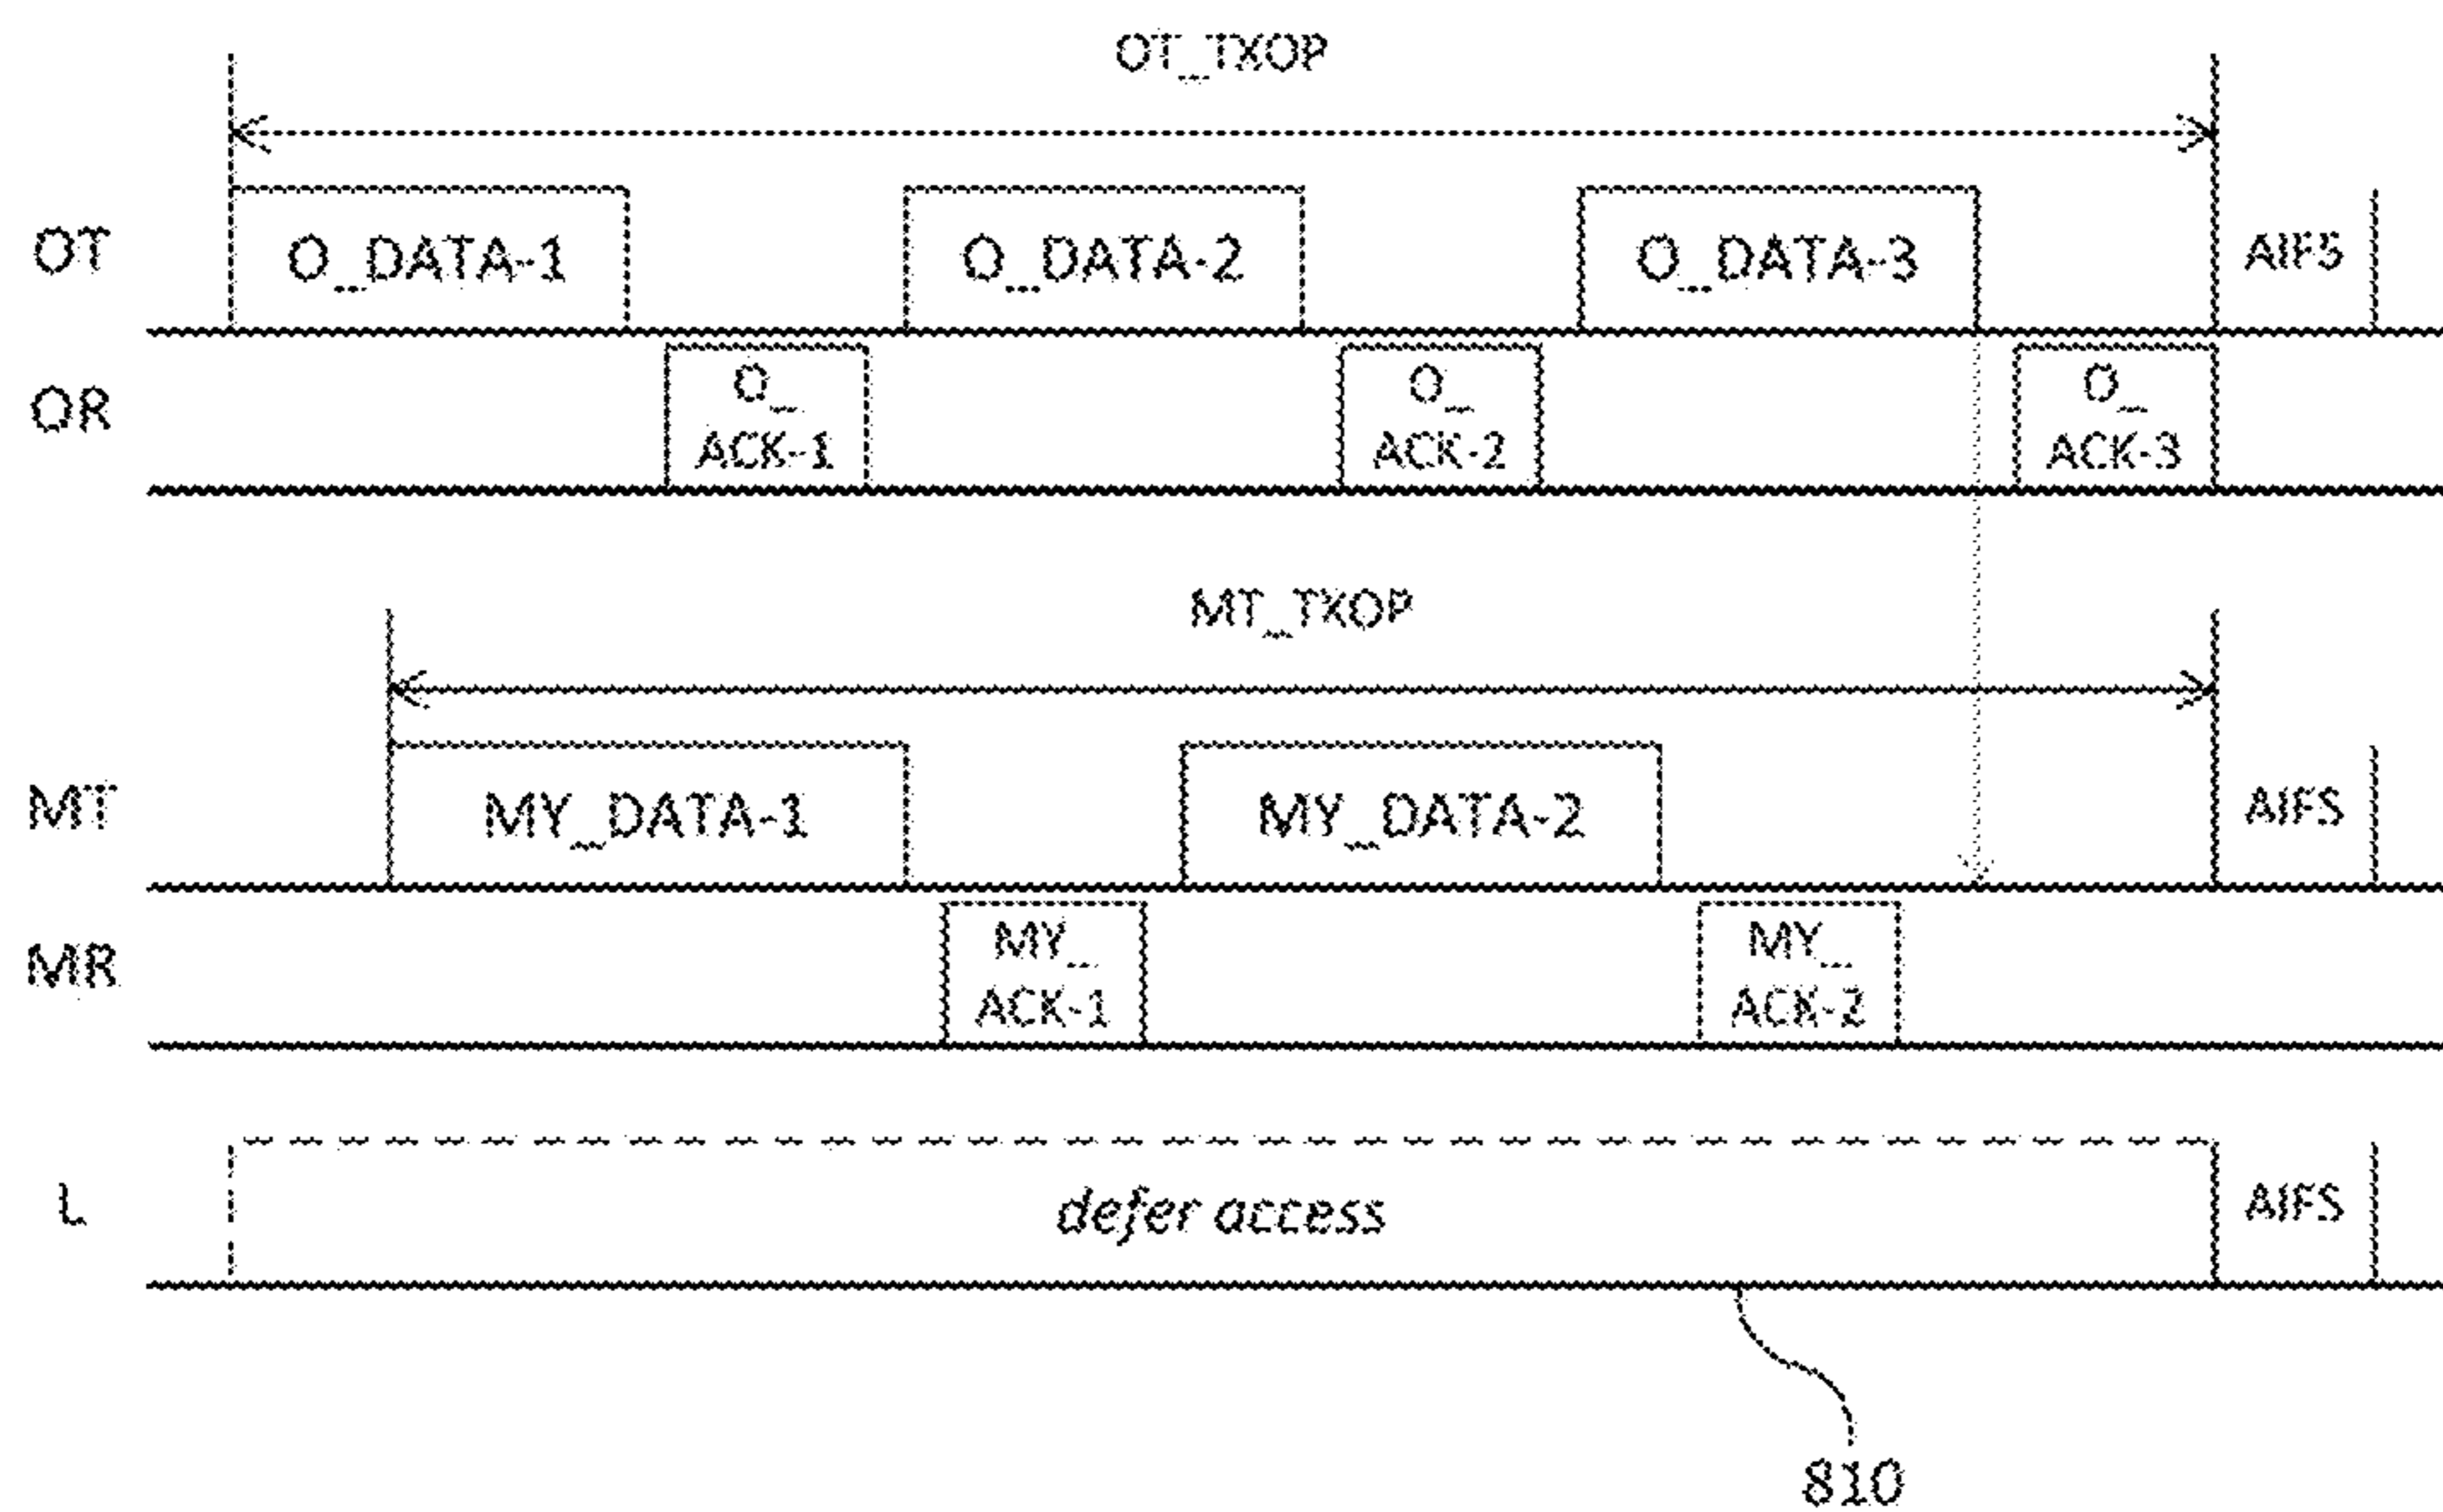 OT_TXOP
OT
O_DATA-1
O_DATA-2
O_DATA-3
AIFS
OR
O_
ACK-1
O_
ACK-2
O_
ACK-3
MT_TXOP
MT
MY_DATA-1
MY_DATA-2
AIFS
MR
MY_
ACK-1
MY_
ACK-2
L
defer access
AIFS
810